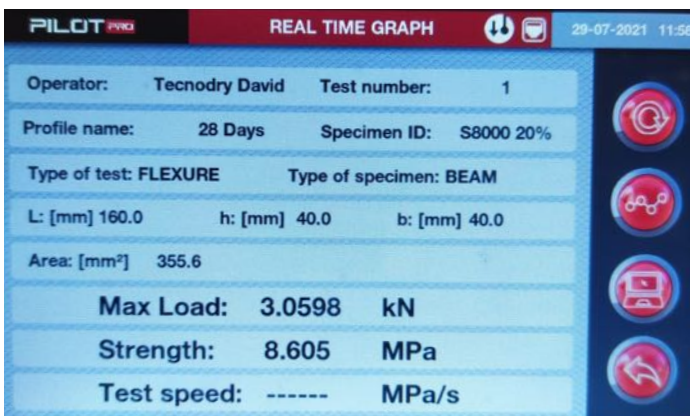 PILOT PRO REAL TIME GRAPH 29-07-2021 11:58
Operator: Tecnodry David Test number: 1
Profile name: 28 Days Specimen ID: S8000 20%
Type of test: FLEXURE Type of specimen: BEAM
L: [mm] 160.0 h: [mm] 40.0 b: [mm] 40.0
Area: [mm²] 355.6
Max Load: 3.0598 kN
Strength: 8.605 MPa
Test speed: ------ MPa/s